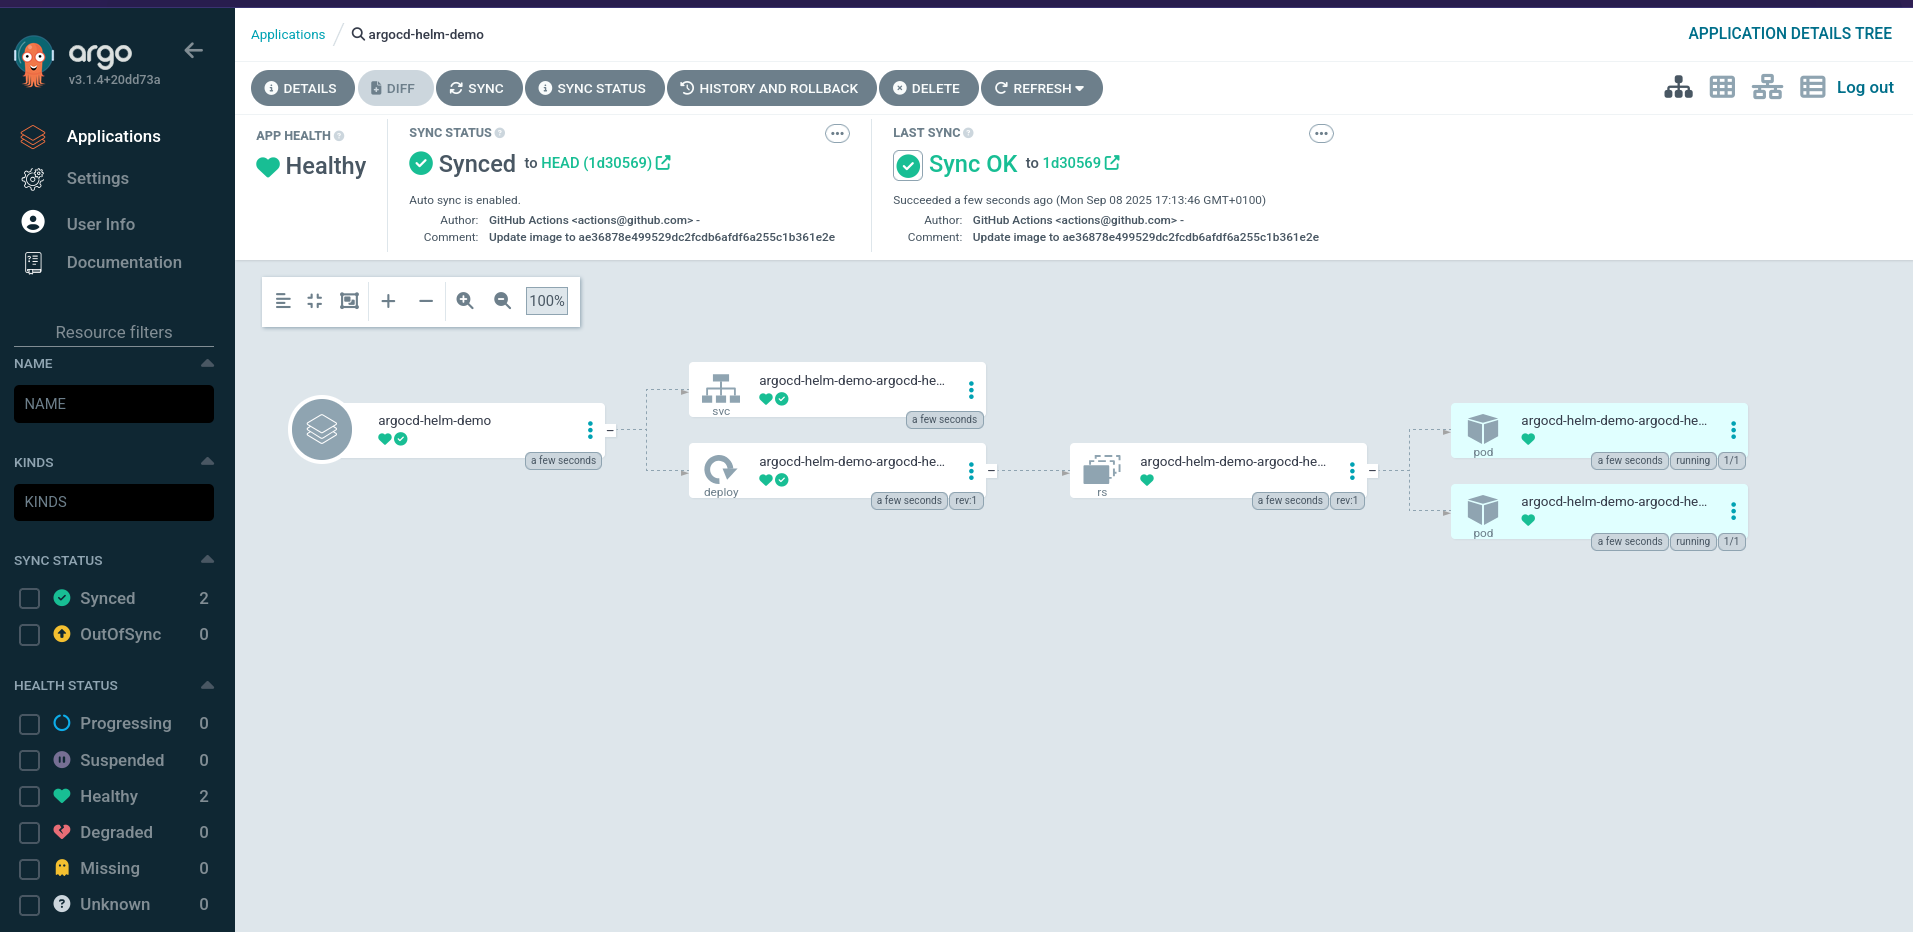 argo
v3.1.4+20dd73a
Applications
Settings
User Info
Documentation
Resource filters
NAME
NAME
KINDS
KINDS
SYNC STATUS
Synced 2
OutOfSync 0
HEALTH STATUS
Progressing 0
Suspended 0
Healthy 2
Degraded 0
Missing 0
Unknown 0
Applications / argocd-helm-demo
APPLICATION DETAILS TREE
DETAILS
DIFF
SYNC
SYNC STATUS
HISTORY AND ROLLBACK
DELETE
REFRESH
Log out
APP HEALTH
Healthy
SYNC STATUS
Synced to HEAD (1d30569)
Auto sync is enabled.
Author: GitHub Actions <actions@github.com> -
Comment: Update image to ae36878e499529dc2fcdb6afdf6a255c1b361e2e
LAST SYNC
Sync OK to 1d30569
Succeeded a few seconds ago (Mon Sep 08 2025 17:13:46 GMT+0100)
Author: GitHub Actions <actions@github.com> -
Comment: Update image to ae36878e499529dc2fcdb6afdf6a255c1b361e2e
100%
argocd-helm-demo
a few seconds
argocd-helm-demo-argocd-he...
svc
a few seconds
argocd-helm-demo-argocd-he...
deploy
a few seconds rev:1
argocd-helm-demo-argocd-he...
rs
a few seconds rev:1
argocd-helm-demo-argocd-he...
pod
a few seconds running 1/1
argocd-helm-demo-argocd-he...
pod
a few seconds running 1/1